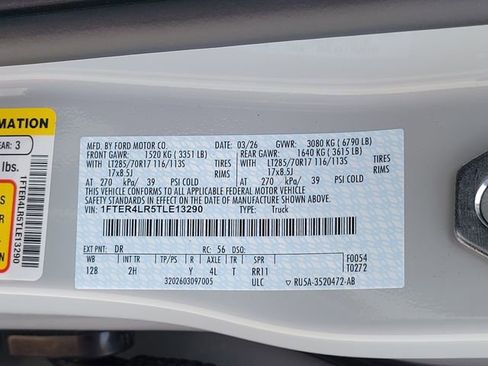 MATION
EAR: 3
lbs.
1FTER4LR5TLE13290
MFD. BY FORD MOTOR CO. 03/26 GVWR: 3080 KG ( 6790 LB)
FRONT GAWR: 1520 KG ( 3351 LB) REAR GAWR: 1640 KG ( 3615 LB)
WITH LT285/70R17 116/113S TIRES WITH LT285/70R17 116/113S TIRES
17x8.5J RIMS 17x8.5J RIMS
AT 270 kPa/ 39 PSI COLD AT 270 kPa/ 39 PSI COLD
THIS VEHICLE CONFORMS TO ALL APPLICABLE FEDERAL MOTOR VEHICLE
SAFETY STANDARDS IN EFFECT ON THE DATE OF MANUFACTURE SHOWN ABOVE.
VIN: 1FTER4LR5TLE13290 TYPE: Truck
EXT PNT: DR RC: 56 DSO: F0054
WB INT TR TP/PS R AXLE TR SPR T0272
128 2H Y 4L T RR11
3202603097005 ULC RU5A-3520472-AB